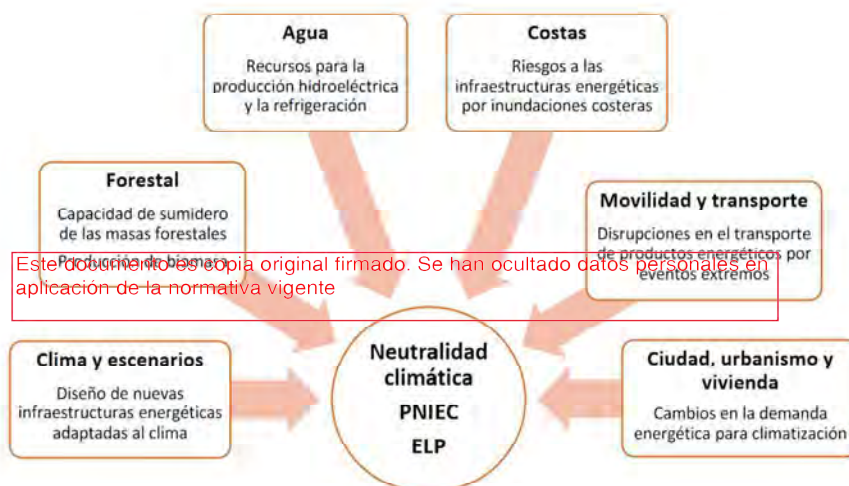 Agua
Recursos para la
producción hidroeléctrica
y la refrigeración
Costas
Riesgos a las
infraestructuras energéticas
por inundaciones costeras
Forestal
Capacidad de sumidero
de las masas forestales
Producción de biomasa
Movilidad y transporte
Disrupciones en el transporte
de productos energéticos por
eventos extremos
Este documento es copia original firmado. Se han ocultado datos personales en
aplicación de la normativa vigente
Clima y escenarios
Diseño de nuevas
infraestructuras energéticas
adaptadas al clima
Neutralidad
climática
PNIEC
ELP
Ciudad, urbanismo y
vivienda
Cambios en la demanda
energética para climatización